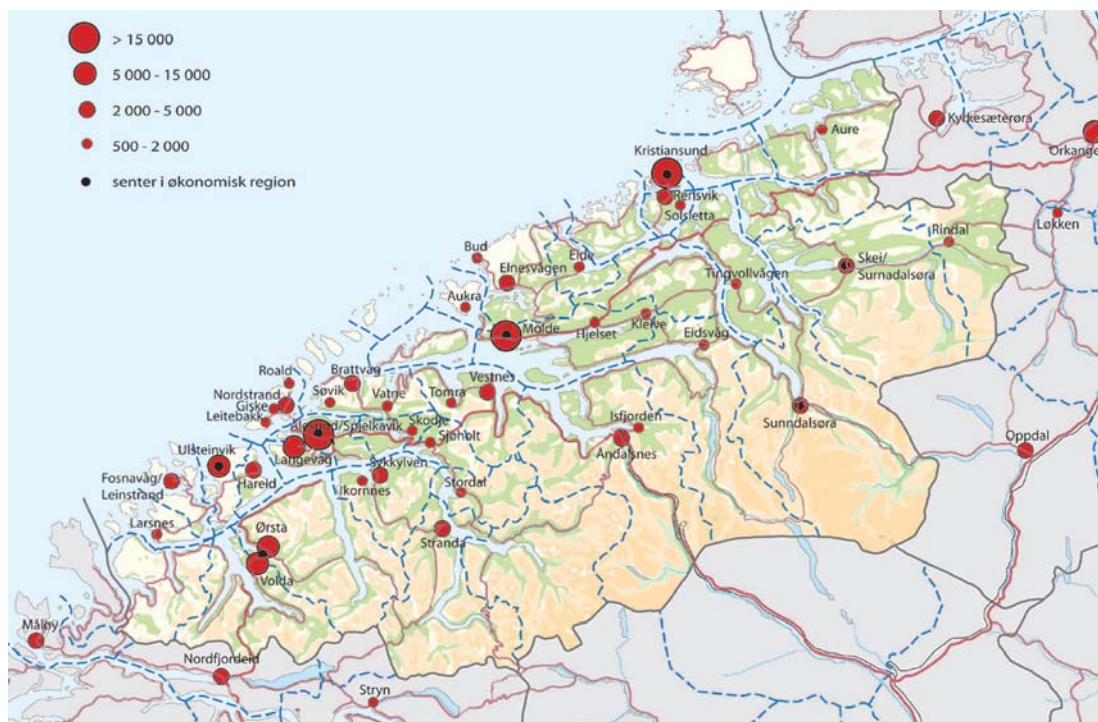 > 15 000
5 000 - 15 000
2 000 - 5 000
500 - 2 000
senter i økonomisk region
Kyrkesæterøra
Aure
Orkanger
Kristiansund
Rensvik
Solsletta
Løkken
Rindal
Bud
Elnesvågen
Eide
Skei/
Surnadalsøra
Tingvollvågen
Aukra
Molde
Hjelset
Kleive
Eidsvåg
Roald
Brattvåg
Vestnes
Nordstrand
Søvik
Vatne
Tomra
Giske
Leitebakk
Ålesund/Spjelkavik
Skodje
Isfjorden
Sunndalsøra
Ulsteinvik
Langevåg
Sjøholt
Åndalsnes
Oppdal
Fosnavåg/
Leinstrand
Hareid
Sykkylven
Ikornnes
Stordal
Larsnes
Ørsta
Stranda
Volda
Måløy
Nordfjordeid
Stryn